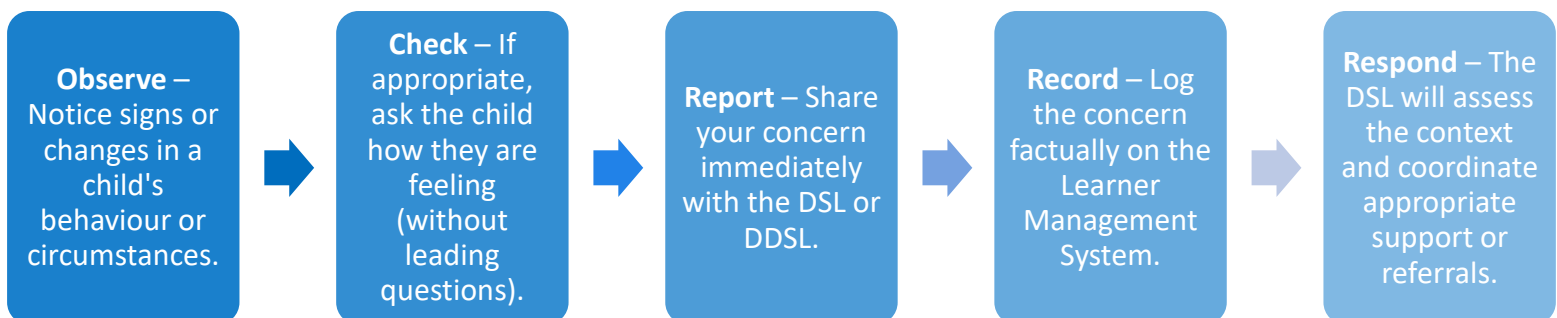 Observe –
Notice signs or
changes in a
child's
behaviour or
circumstances.
Check – If
appropriate,
ask the child
how they are
feeling
(without
leading
questions).
Report – Share
your concern
immediately
with the DSL or
DDSL.
Record – Log
the concern
factually on the
Learner
Management
System.
Respond – The
DSL will assess
the context
and coordinate
appropriate
support or
referrals.